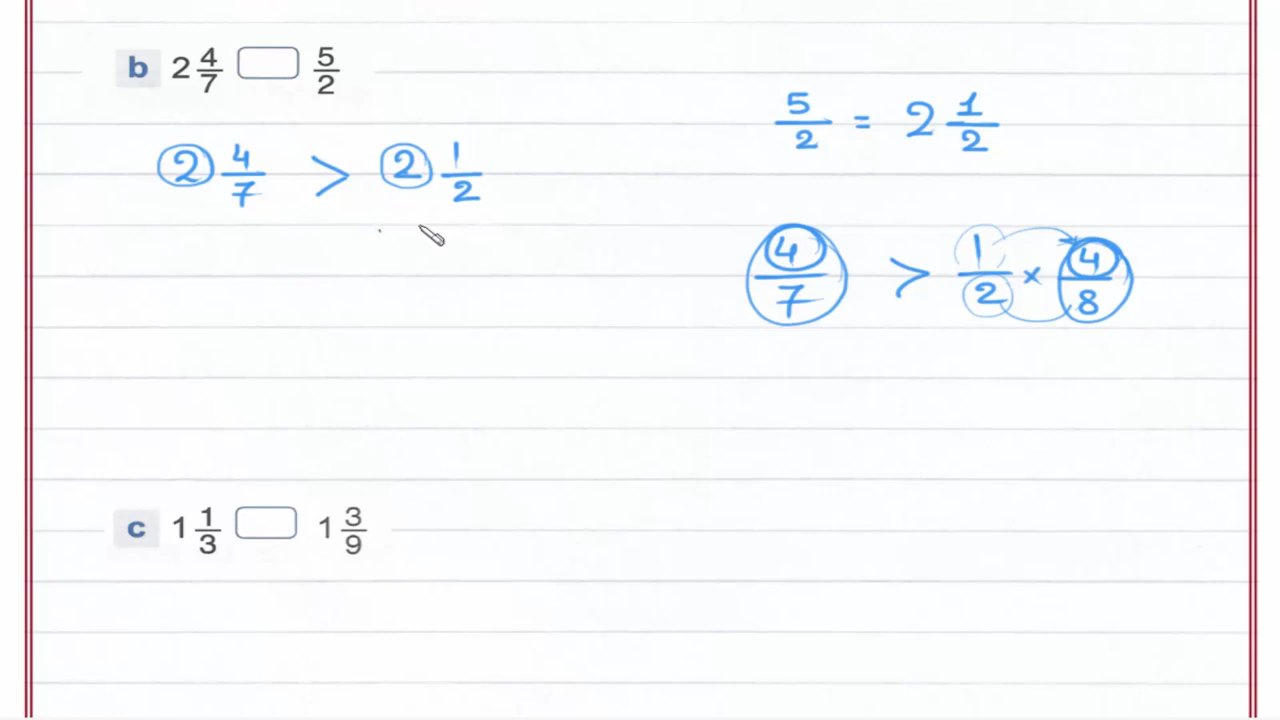 b 2 4/7 5/2
5/2 = 2 1/2
2 4/7 > 2 1/2
4/7 > 1/2 × 4/8
c 1 1/3 1 3/9